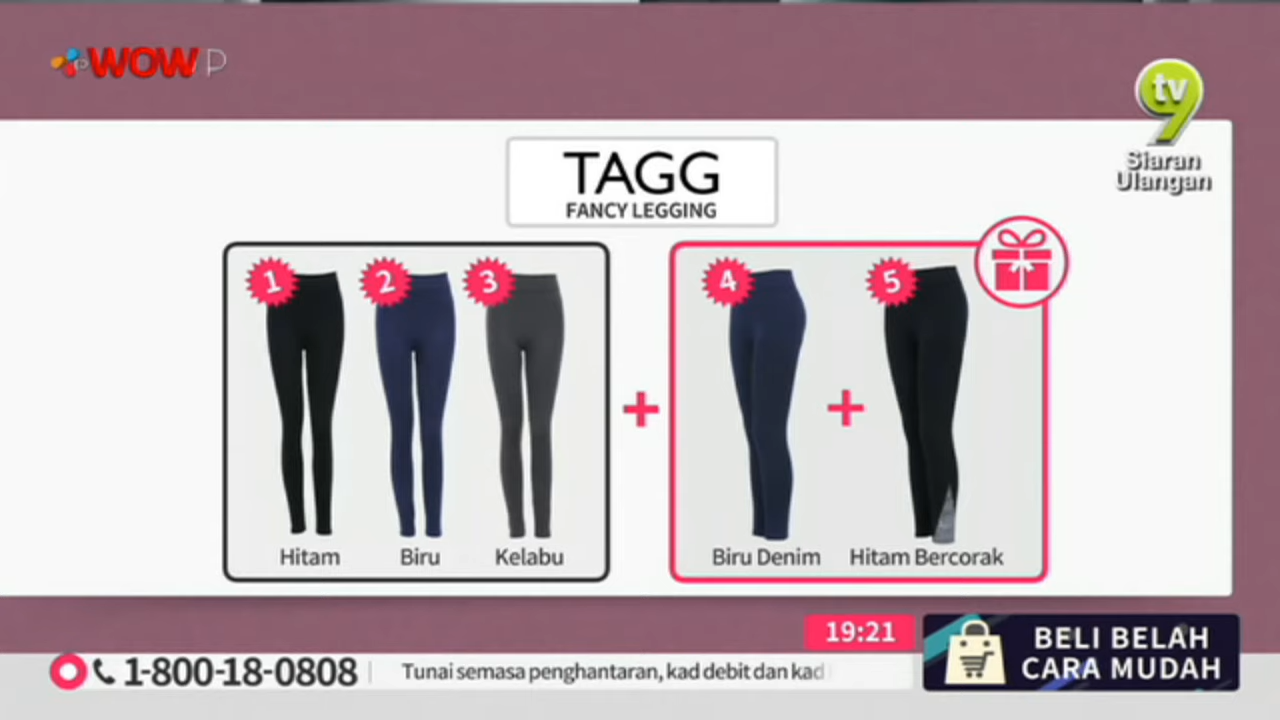 WOW P
tv9
Siaran
Ulangan
TAGG
FANCY LEGGING
1
2
3
4
5
Hitam
Biru
Kelabu
Biru Denim
Hitam Bercorak
19:21
BELI BELAH
CARA MUDAH
1-800-18-0808
Tunai semasa penghantaran, kad debit dan kad